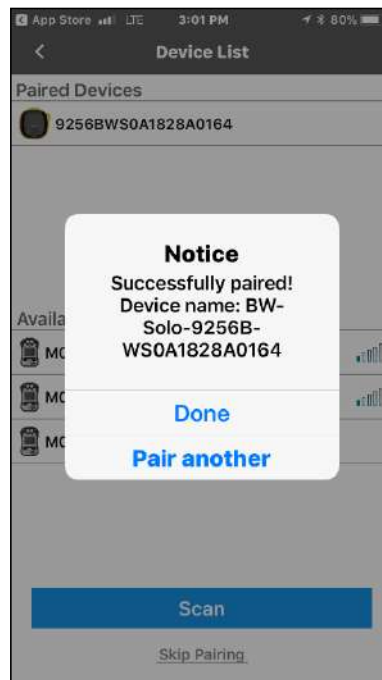 App Store LTE 3:01 PM 80%
Device List
Paired Devices
9256BWS0A1828A0164
Notice
Successfully paired!
Device name: BW-
Solo-9256B-
WS0A1828A0164
Availa
MC
MC
MC
Done
Pair another
Scan
Skip Pairing